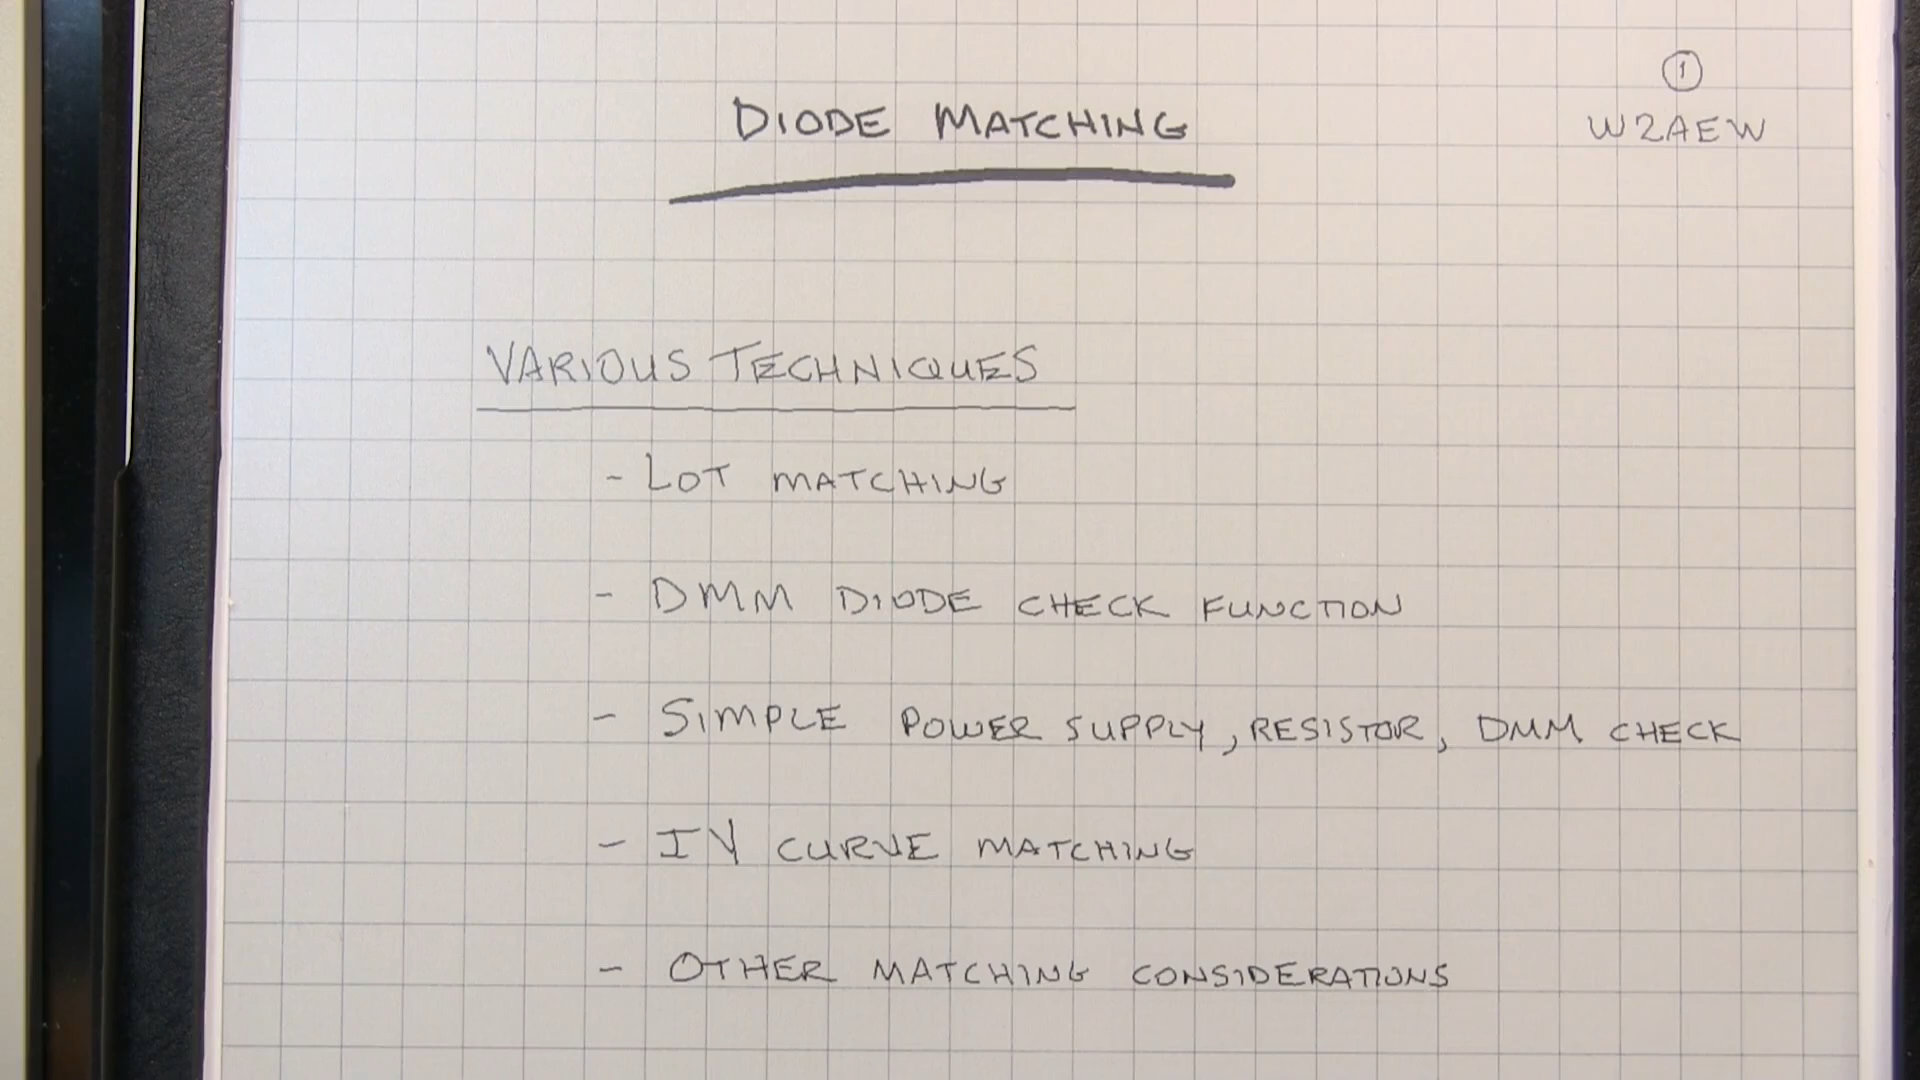 ①
DIODE MATCHING
W2AEW
VARIOUS TECHNIQUES
- LOT MATCHING
- DMM DIODE CHECK FUNCTION
- SIMPLE POWER SUPPLY, RESISTOR, DMM CHECK
- IV CURVE MATCHING
- OTHER MATCHING CONSIDERATIONS